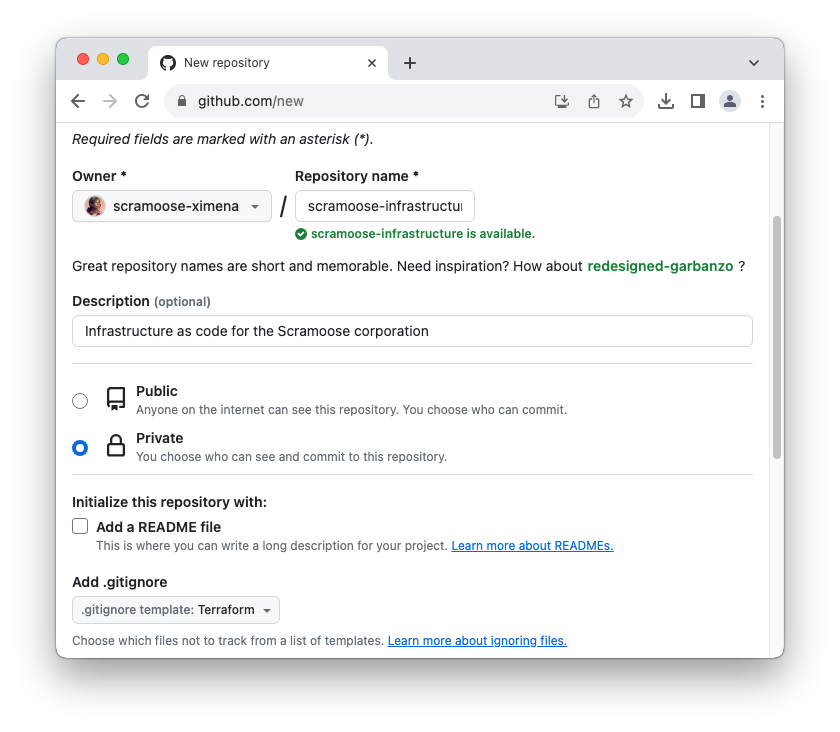 New repository
github.com/new
Required fields are marked with an asterisk (*).
Owner * Repository name *
scramoose-ximena / scramoose-infrastructu
scramoose-infrastructure is available.
Great repository names are short and memorable. Need inspiration? How about redesigned-garbanzo ?
Description (optional)
Infrastructure as code for the Scramoose corporation
Public
Anyone on the internet can see this repository. You choose who can commit.
Private
You choose who can see and commit to this repository.
Initialize this repository with:
Add a README file
This is where you can write a long description for your project. Learn more about READMEs.
Add .gitignore
.gitignore template: Terraform
Choose which files not to track from a list of templates. Learn more about ignoring files.